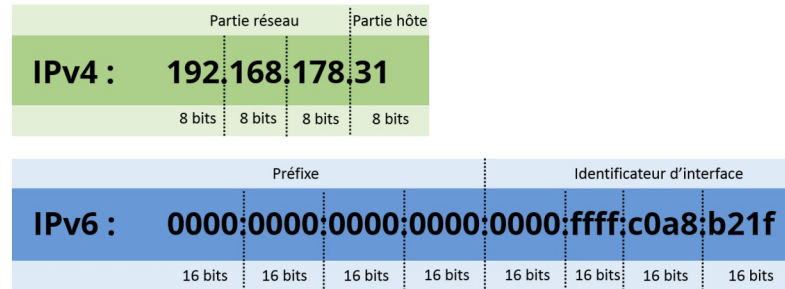 Partie réseau Partie hôte
IPv4 : 192.168.178.31
8 bits 8 bits 8 bits 8 bits
Préfixe Identificateur d'interface
IPv6 : 0000:0000:0000:0000:0000:ffff:c0a8:b21f
16 bits 16 bits 16 bits 16 bits 16 bits 16 bits 16 bits 16 bits